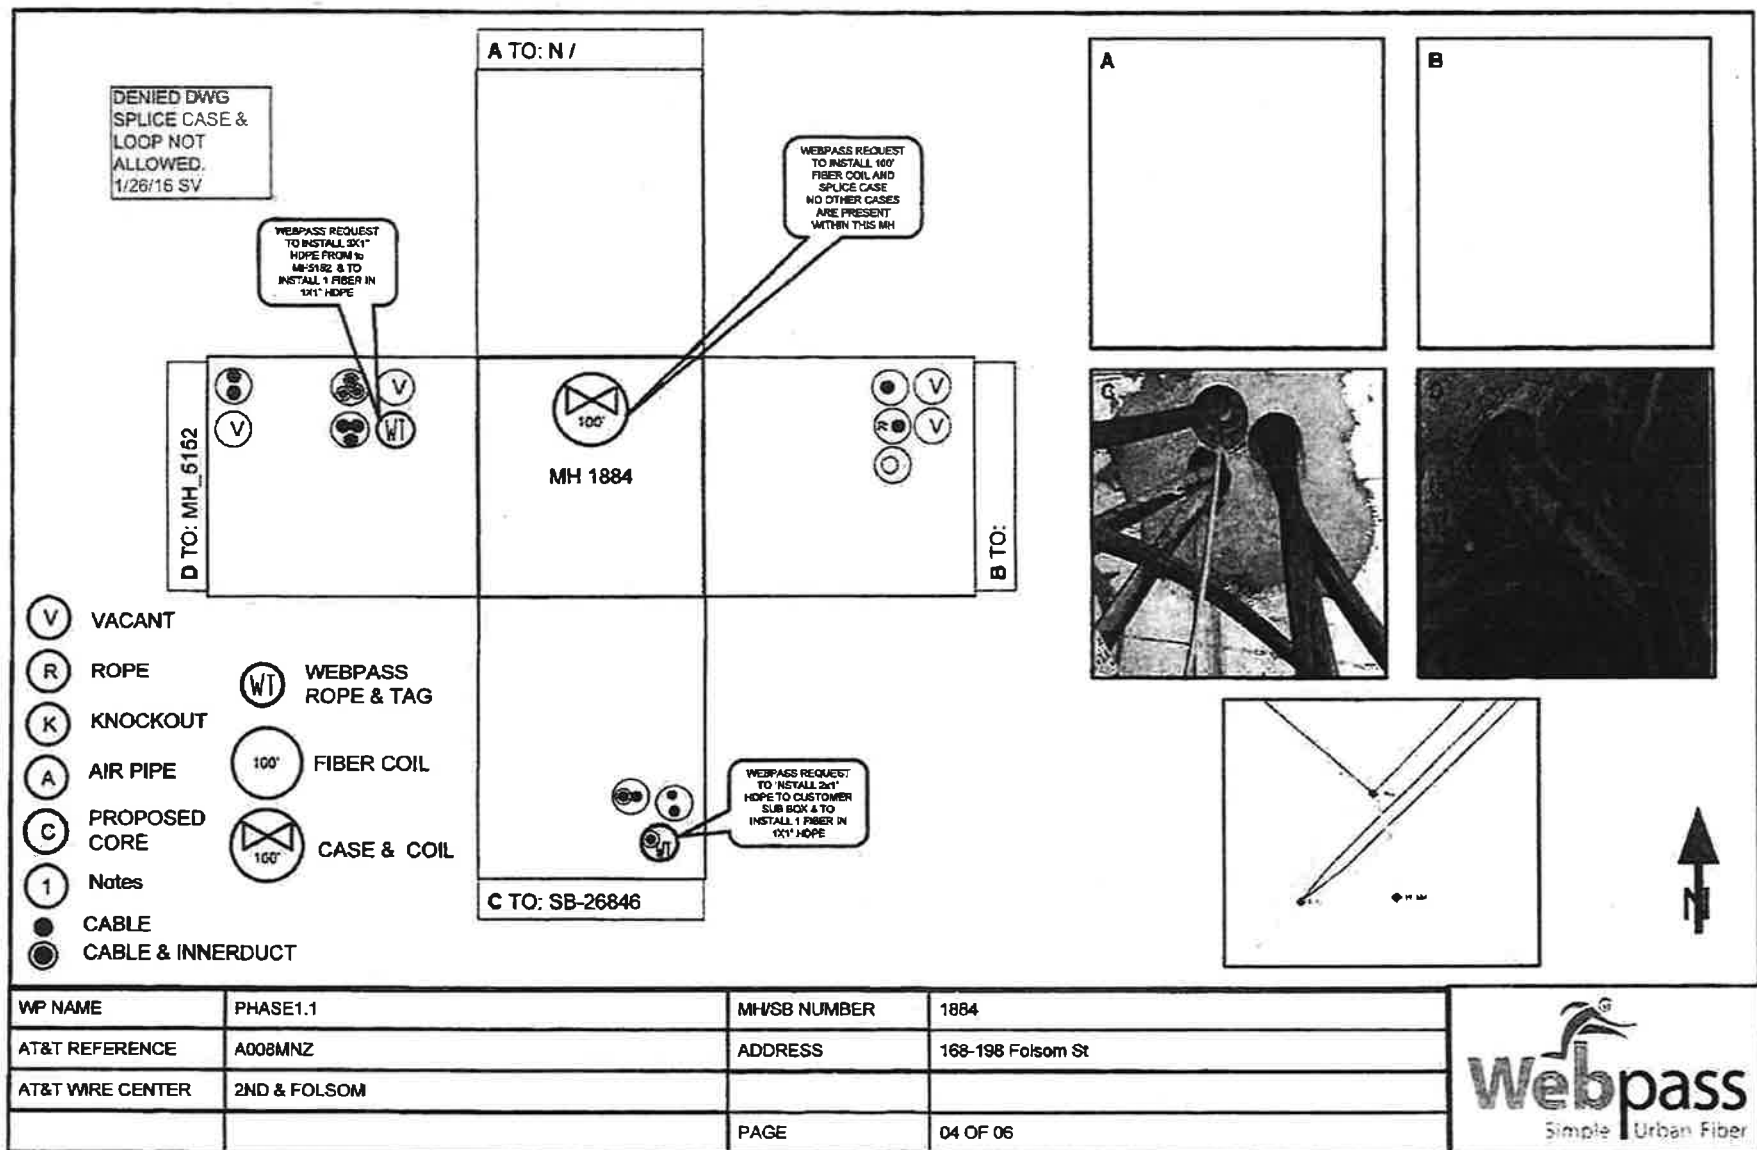 A TO: N /
DENIED DWG
SPLICE CASE &
LOOP NOT
ALLOWED.
1/26/16 SV
WEBPASS REQUEST
TO INSTALL 100'
FIBER COIL AND
SPLICE CASE
NO OTHER CASES
ARE PRESENT
WITHIN THIS MH
WEBPASS REQUEST
TO INSTALL 3X1"
HDPE FROM to
MH5152 & TO
INSTALL 1 FIBER IN
1X1" HDPE
A
B
C
D TO: MH_5152
V
V
WT
100'
MH 1884
V
R
V
B TO:
V VACANT
R ROPE
K KNOCKOUT
A AIR PIPE
C PROPOSED
CORE
1 Notes
CABLE
CABLE & INNERDUCT
WT WEBPASS
ROPE & TAG
100' FIBER COIL
100' CASE & COIL
WEBPASS REQUEST
TO INSTALL 2x1"
HDPE TO CUSTOMER
SUB BOX & TO
INSTALL 1 FIBER IN
1X1" HDPE
WT
C TO: SB-26846
N
WP NAME PHASE1.1 MH/SB NUMBER 1884
AT&T REFERENCE A008MNZ ADDRESS 168-198 Folsom St
AT&T WIRE CENTER 2ND & FOLSOM
PAGE 04 OF 06
Webpass
Simple Urban Fiber